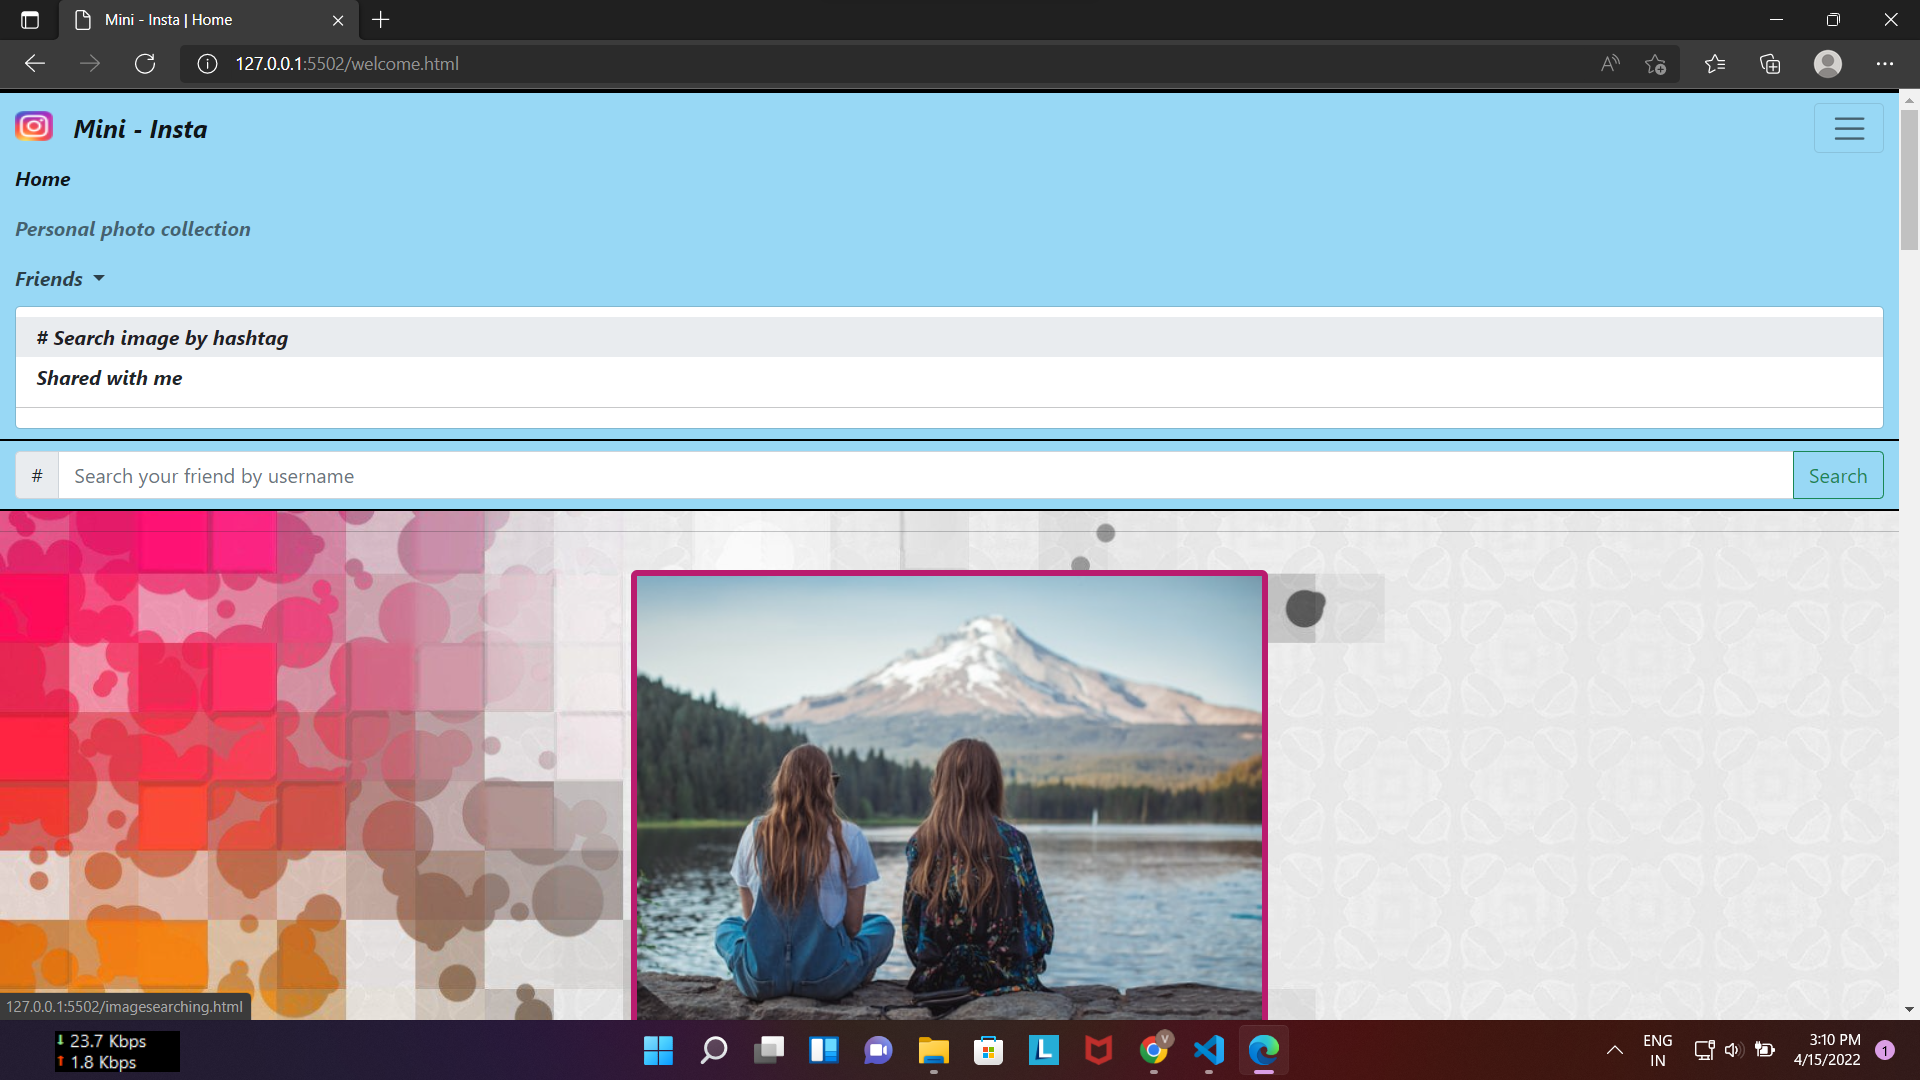 Mini - Insta | Home
127.0.0.1:5502/welcome.html
Mini - Insta
Home
Personal photo collection
Friends
# Search image by hashtag
Shared with me
# Search your friend by username Search
127.0.0.1:5502/imagesearching.html
23.7 Kbps
1.8 Kbps
L
V
ENG
IN
3:10 PM
4/15/2022
1